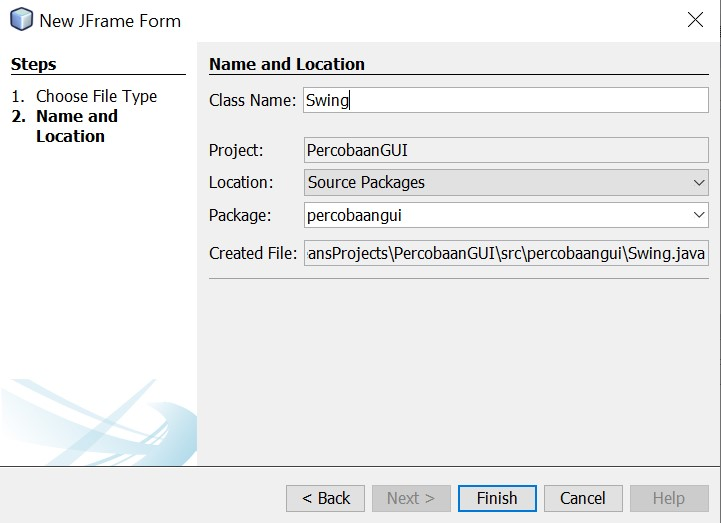 New JFrame Form
Steps
1. Choose File Type
2. Name and
Location
Name and Location
Class Name: Swing
Project: PercobaanGUI
Location: Source Packages
Package: percobaangui
Created File: eansProjects\PercobaanGUI\src\percobaangui\Swing.java
< Back Next > Finish Cancel Help